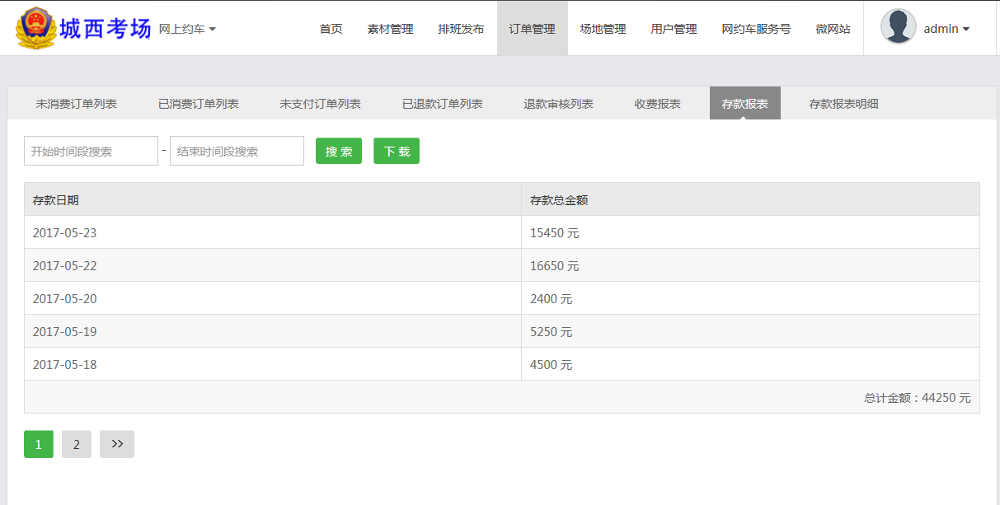 城西考场 网上约车 首页 素材管理 排班发布 订单管理 场地管理 用户管理 网约车服务号 微网站 admin
未消费订单列表 已消费订单列表 未支付订单列表 已退款订单列表 退款审核列表 收费报表 存款报表 存款报表明细
开始时间段搜索 - 结束时间段搜索 搜 索 下 载
存款日期 存款总金额
2017-05-23 15450 元
2017-05-22 16650 元
2017-05-20 2400 元
2017-05-19 5250 元
2017-05-18 4500 元
总计金额：44250 元
1 2 >>